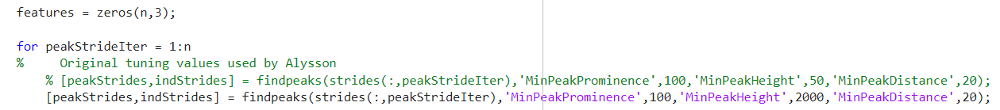 features = zeros(n,3);
for peakStrideIter = 1:n
%     Original tuning values used by Alysson
% [peakStrides,indStrides] = findpeaks(strides(:,peakStrideIter),'MinPeakProminence',100,'MinPeakHeight',50,'MinPeakDistance',20);
[peakStrides,indStrides] = findpeaks(strides(:,peakStrideIter),'MinPeakProminence',100,'MinPeakHeight',2000,'MinPeakDistance',20);